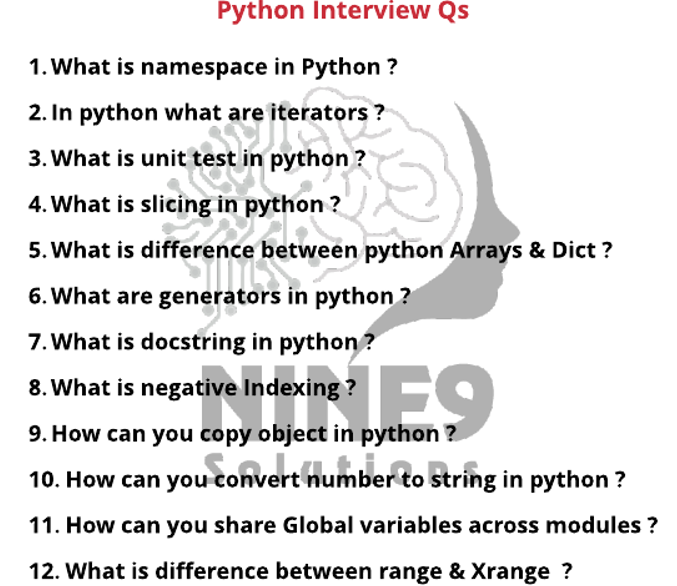 Python Interview Qs
1. What is namespace in Python ?
2. In python what are iterators ?
3. What is unit test in python ?
4. What is slicing in python ?
5. What is difference between python Arrays & Dict ?
6. What are generators in python ?
7. What is docstring in python ?
8. What is negative Indexing ?
NINE9
9. How can you copy object in python ?
Solutions
10. How can you convert number to string in python ?
11. How can you share Global variables across modules ?
12. What is difference between range & Xrange ?